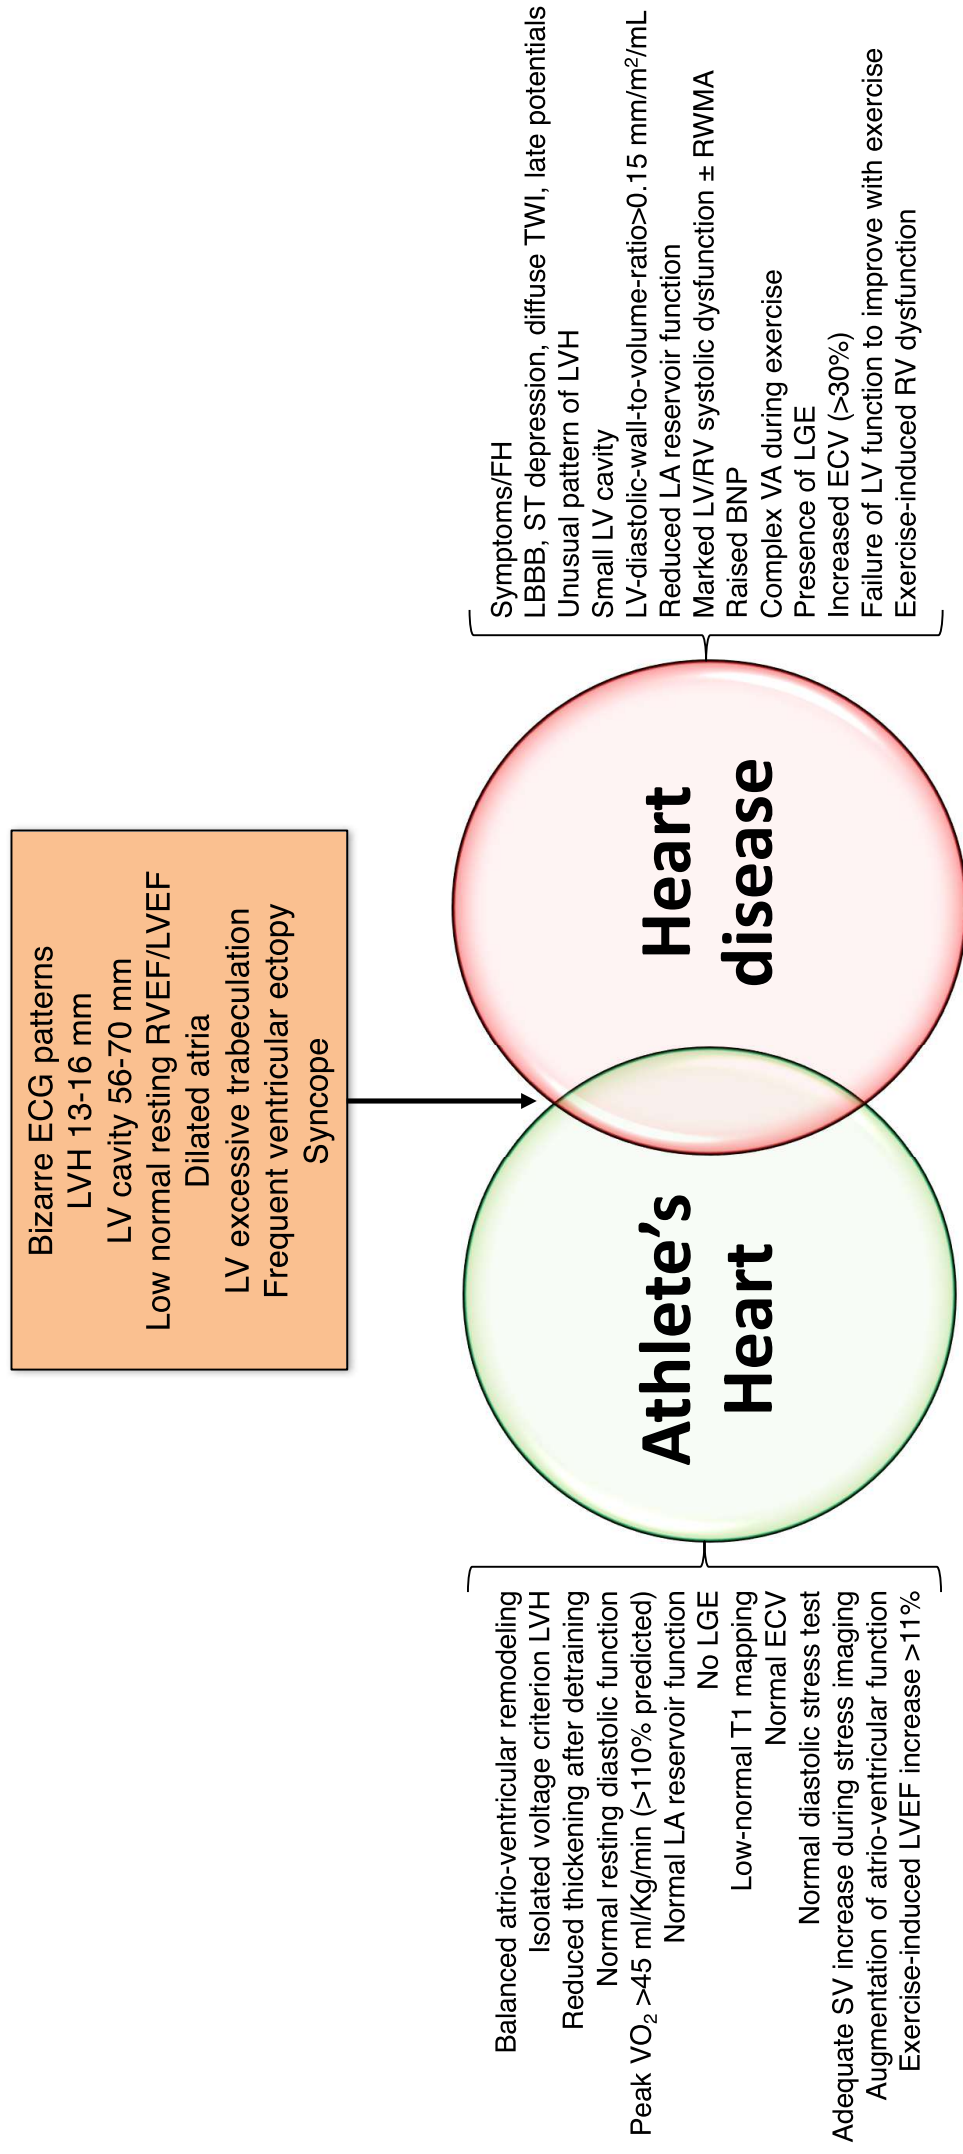 Bizarre ECG patterns
LVH 13-16 mm
LV cavity 56-70 mm
Low normal resting RVEF/LVEF
Dilated atria
LV excessive trabeculation
Frequent ventricular ectopy
Syncope
Balanced atrio-ventricular remodeling
Isolated voltage criterion LVH
Reduced thickening after detraining
Normal resting diastolic function
Peak VO₂ >45 ml/Kg/min (>110% predicted)
Normal LA reservoir function
No LGE
Low-normal T1 mapping
Normal ECV
Normal diastolic stress test
Adequate SV increase during stress imaging
Augmentation of atrio-ventricular function
Exercise-induced LVEF increase >11%
Athlete’s
Heart
Heart
disease
Symptoms/FH
LBBB, ST depression, diffuse TWI, late potentials
Unusual pattern of LVH
Small LV cavity
LV-diastolic-wall-to-volume-ratio>0.15 mm/m²/mL
Reduced LA reservoir function
Marked LV/RV systolic dysfunction ± RWMA
Raised BNP
Complex VA during exercise
Presence of LGE
Increased ECV (>30%)
Failure of LV function to improve with exercise
Exercise-induced RV dysfunction